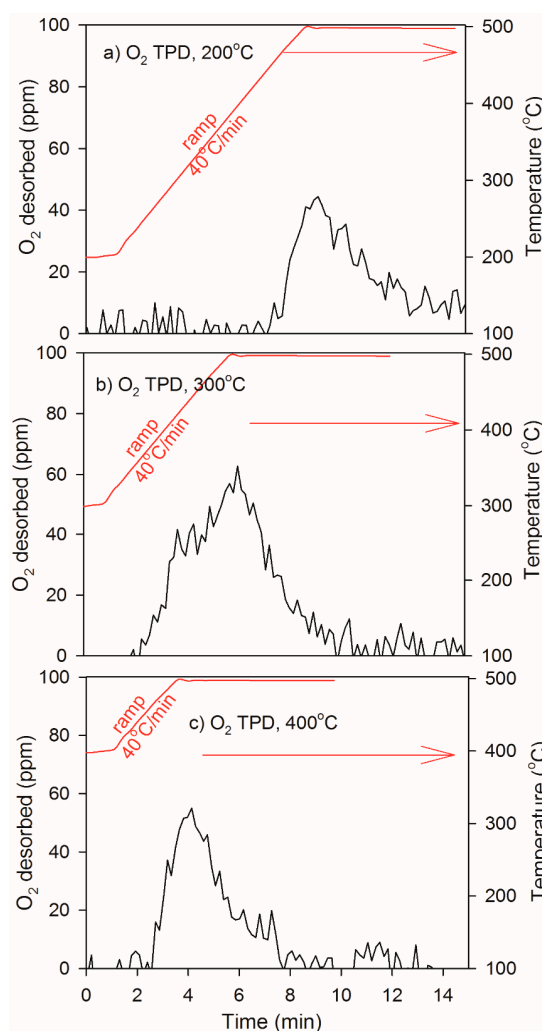 a) O₂ TPD, 200°C
ramp
40°C/min
O₂ desorbed (ppm)
100
80
60
40
20
0
Temperature (°C)
500
400
300
200
100
b) O₂ TPD, 300°C
ramp
40°C/min
O₂ desorbed (ppm)
100
80
60
40
20
0
Temperature (°C)
500
400
300
200
100
c) O₂ TPD, 400°C
ramp
40°C/min
O₂ desorbed (ppm)
100
80
60
40
20
0
Temperature (°C)
500
400
300
200
100
0 2 4 6 8 10 12 14
Time (min)